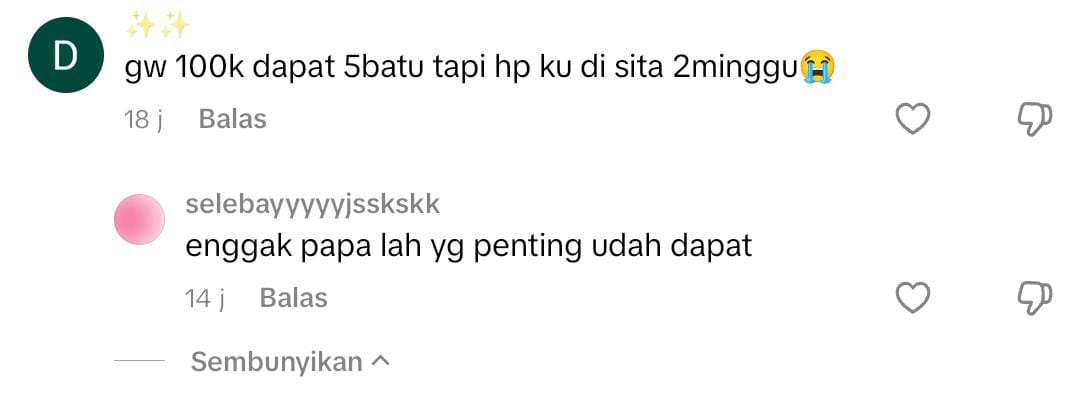 D
✨✨
gw 100k dapat 5batu tapi hp ku di sita 2minggu😭
18 j Balas
selebayyyyyjsskskk
enggak papa lah yg penting udah dapat
14 j Balas
Sembunyikan